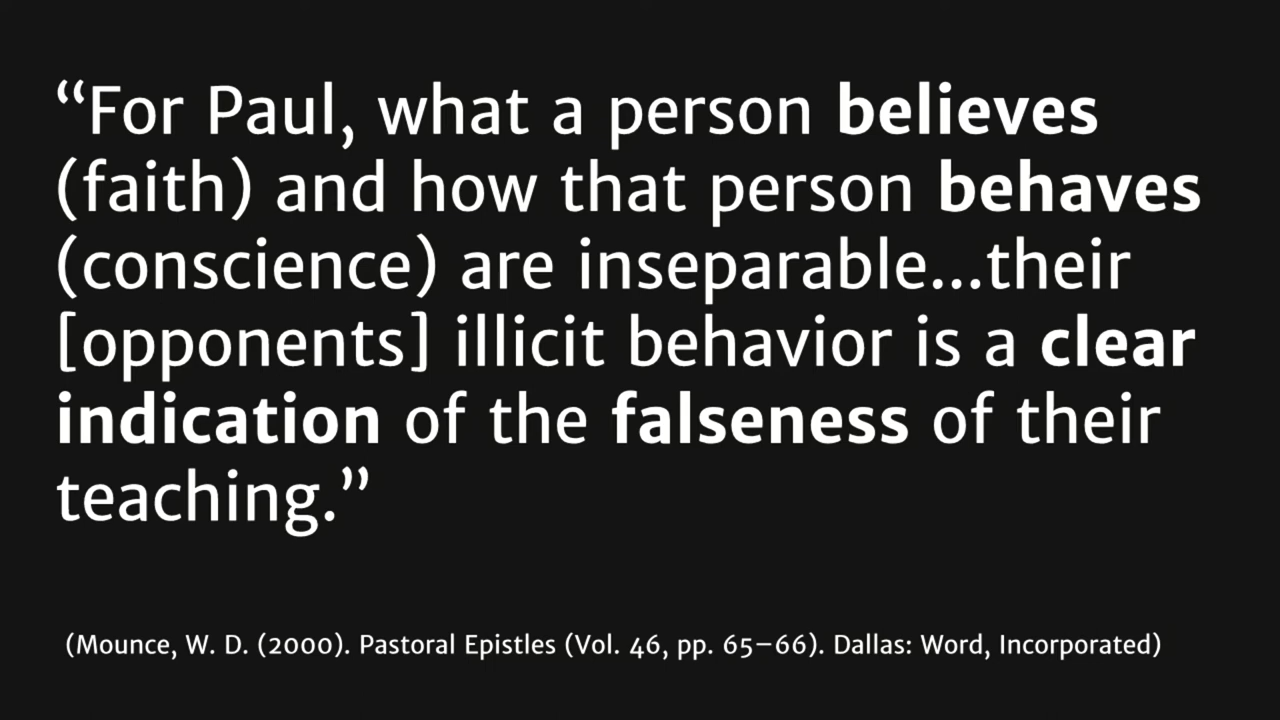 “For Paul, what a person believes
(faith) and how that person behaves
(conscience) are inseparable...their
[opponents] illicit behavior is a clear
indication of the falseness of their
teaching.”
(Mounce, W. D. (2000). Pastoral Epistles (Vol. 46, pp. 65–66). Dallas: Word, Incorporated)